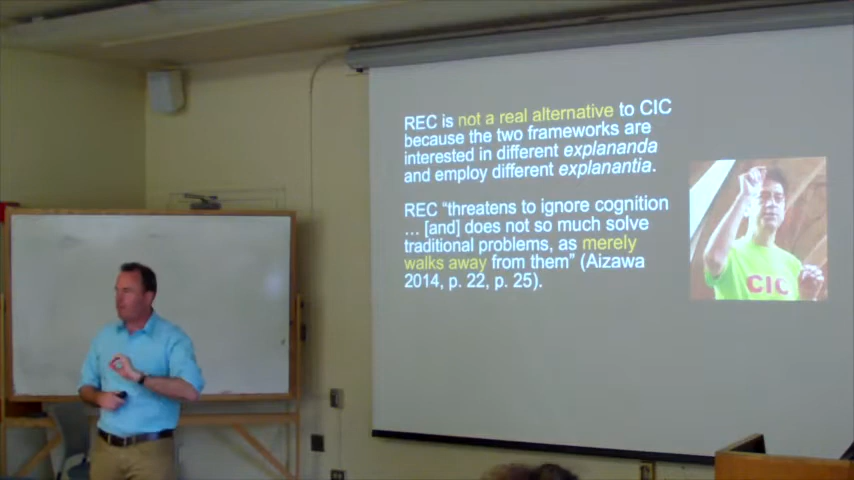 REC is not a real alternative to CIC
because the two frameworks are
interested in different explananda
and employ different explanantia.
REC “threatens to ignore cognition
… [and] does not so much solve
traditional problems, as merely
walks away from them” (Aizawa
2014, p. 22, p. 25).
CIC